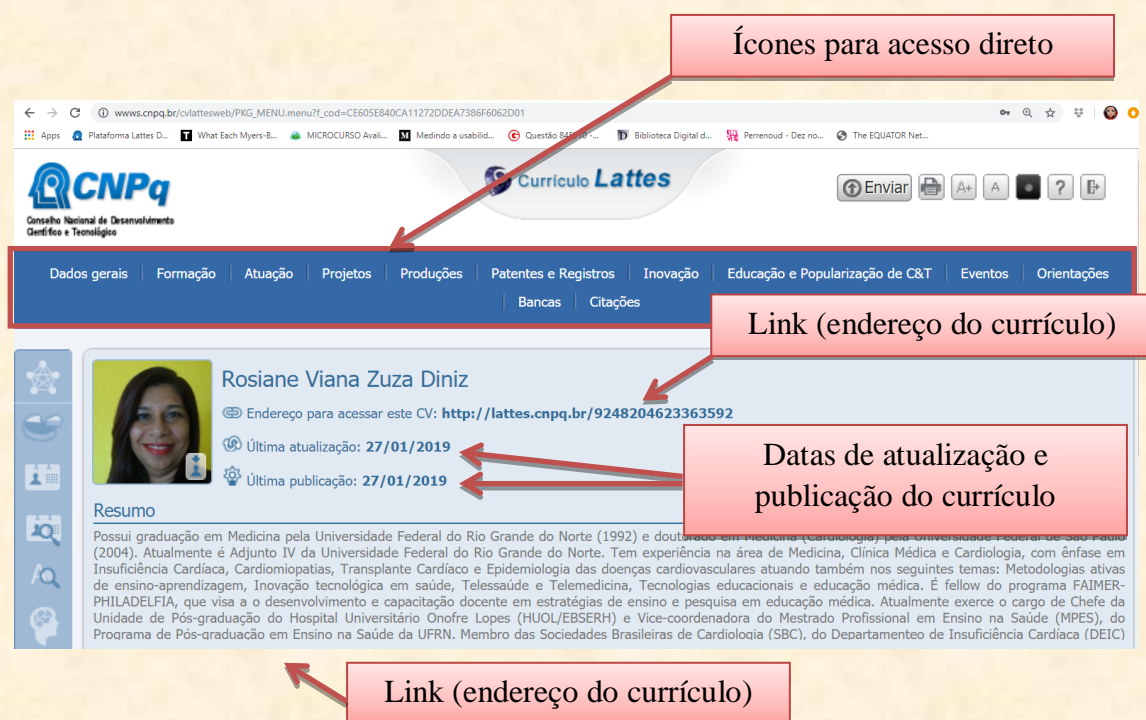 Ícones para acesso direto
wwws.cnpq.br/cvlattesweb/PKG_MENU.menu?f_cod=CE605E840CA11272DDEA7386F6062D01
Apps Plataforma Lattes D... What Each Myers-B... MICROCURSO Avali... Medindo a usabilid... Questão 845 Biblioteca Digital d... Perrenoud - Dez no... The EQUATOR Net...
CNPq
Conselho Nacional de Desenvolvimento
Científico e Tecnológico
Currículo Lattes
Enviar A+ A ?
Dados gerais Formação Atuação Projetos Produções Patentes e Registros Inovação Educação e Popularização de C&T Eventos Orientações
Bancas Citações
Link (endereço do currículo)
Rosiane Viana Zuza Diniz
Endereço para acessar este CV: http://lattes.cnpq.br/9248204623363592
Última atualização: 27/01/2019
Última publicação: 27/01/2019
Datas de atualização e
publicação do currículo
Resumo
Possui graduação em Medicina pela Universidade Federal do Rio Grande do Norte (1992) e doutorado em Medicina (Cardiologia) pela Universidade Federal de São Paulo
(2004). Atualmente é Adjunto IV da Universidade Federal do Rio Grande do Norte. Tem experiência na área de Medicina, Clínica Médica e Cardiologia, com ênfase em
Insuficiência Cardíaca, Cardiomiopatias, Transplante Cardíaco e Epidemiologia das doenças cardiovasculares atuando também nos seguintes temas: Metodologias ativas
de ensino-aprendizagem, Inovação tecnológica em saúde, Telessaúde e Telemedicina, Tecnologias educacionais e educação médica. É fellow do programa FAIMER-
PHILADELFIA, que visa a o desenvolvimento e capacitação docente em estratégias de ensino e pesquisa em educação médica. Atualmente exerce o cargo de Chefe da
Unidade de Pós-graduação do Hospital Universitário Onofre Lopes (HUOL/EBSERH) e Vice-coordenadora do Mestrado Profissional em Ensino na Saúde (MPES), do
Programa de Pós-graduação em Ensino na Saúde da UFRN. Membro das Sociedades Brasileiras de Cardiologia (SBC), do Departamenteo de Insuficiência Cardíaca (DEIC)
Link (endereço do currículo)